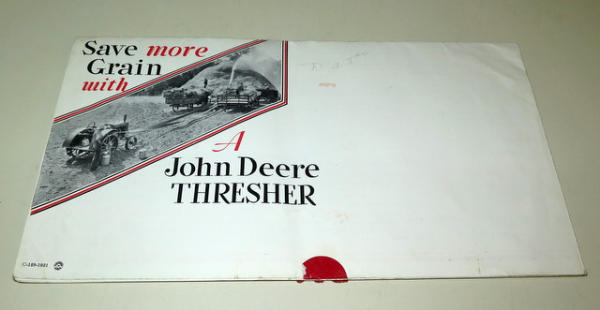 Save more
Grain
with
A
John Deere
THRESHER